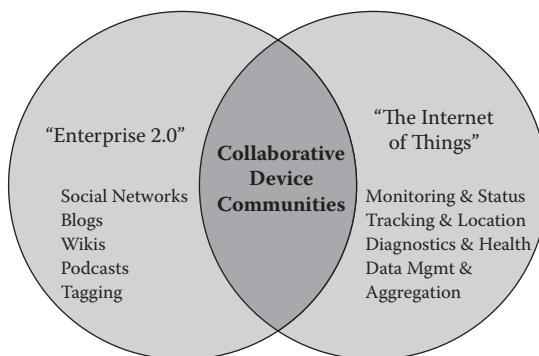 “Enterprise 2.0”
Social Networks
Blogs
Wikis
Podcasts
Tagging
Collaborative
Device
Communities
“The Internet
of Things”
Monitoring & Status
Tracking & Location
Diagnostics & Health
Data Mgmt &
Aggregation